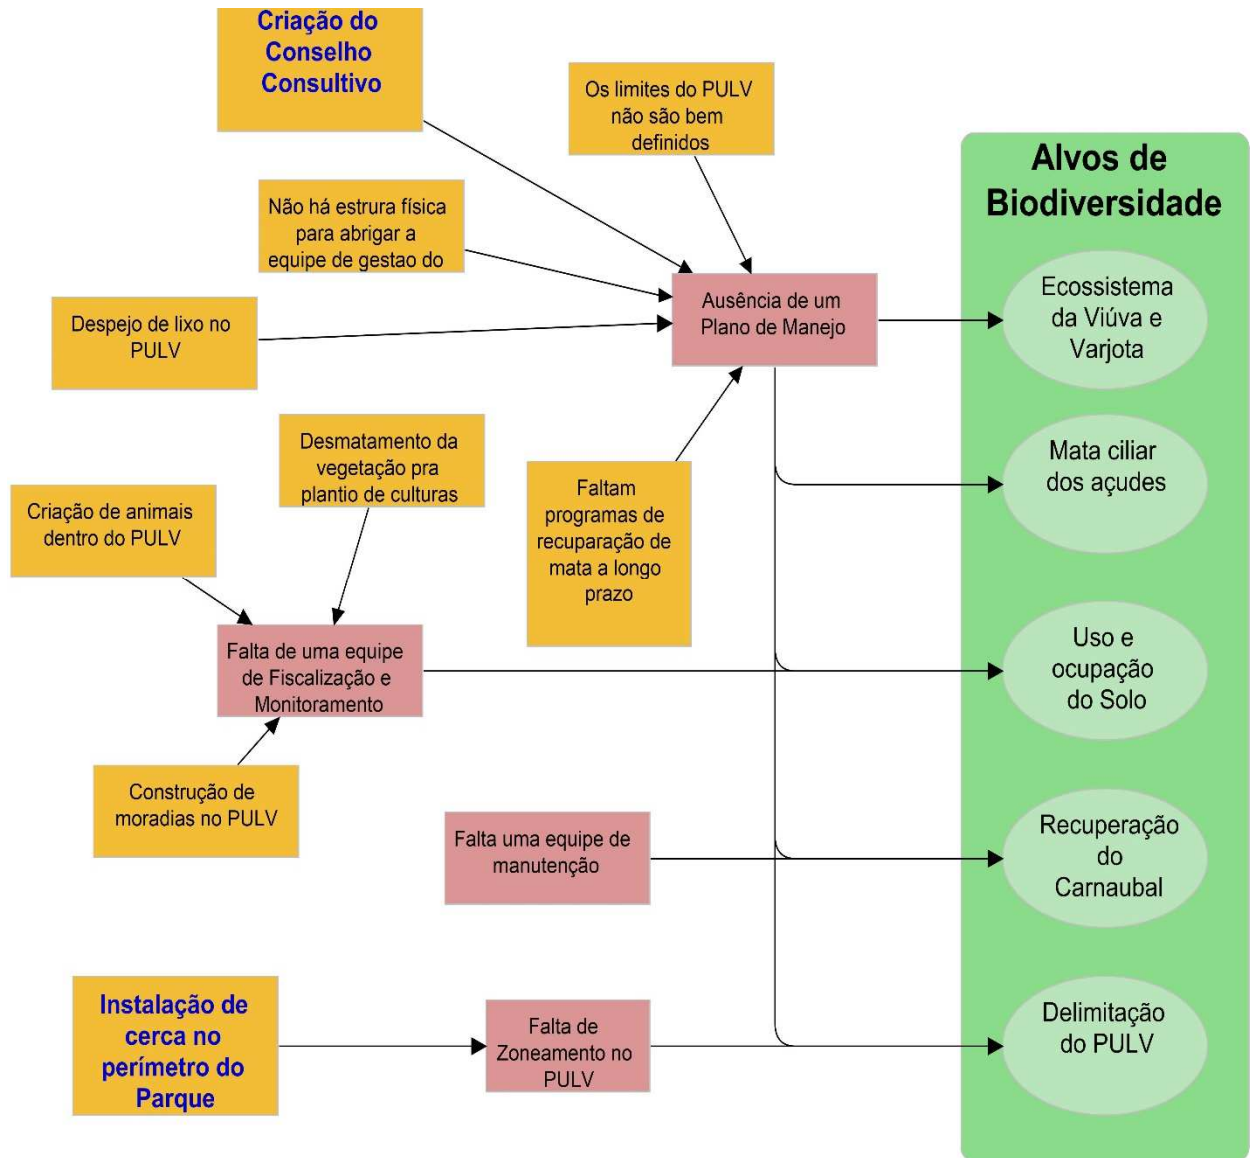 Criação do
Conselho
Consultivo
Os limites do PULV
não são bem
definidos
Alvos de
Biodiversidade
Não há estrura física
para abrigar a
equipe de gestao do
Despejo de lixo no
PULV
Ausência de um
Plano de Manejo
Ecossistema
da Viúva e
Varjota
Desmatamento da
vegetação pra
plantio de culturas
Mata ciliar
dos açudes
Criação de animais
dentro do PULV
Faltam
programas de
recuparação de
mata a longo
prazo
Falta de uma equipe
de Fiscalização e
Monitoramento
Uso e
ocupação
do Solo
Construção de
moradias no PULV
Falta uma equipe de
manutenção
Recuperação
do
Carnaubal
Instalação de
cerca no
perímetro do
Parque
Falta de
Zoneamento no
PULV
Delimitação
do PULV